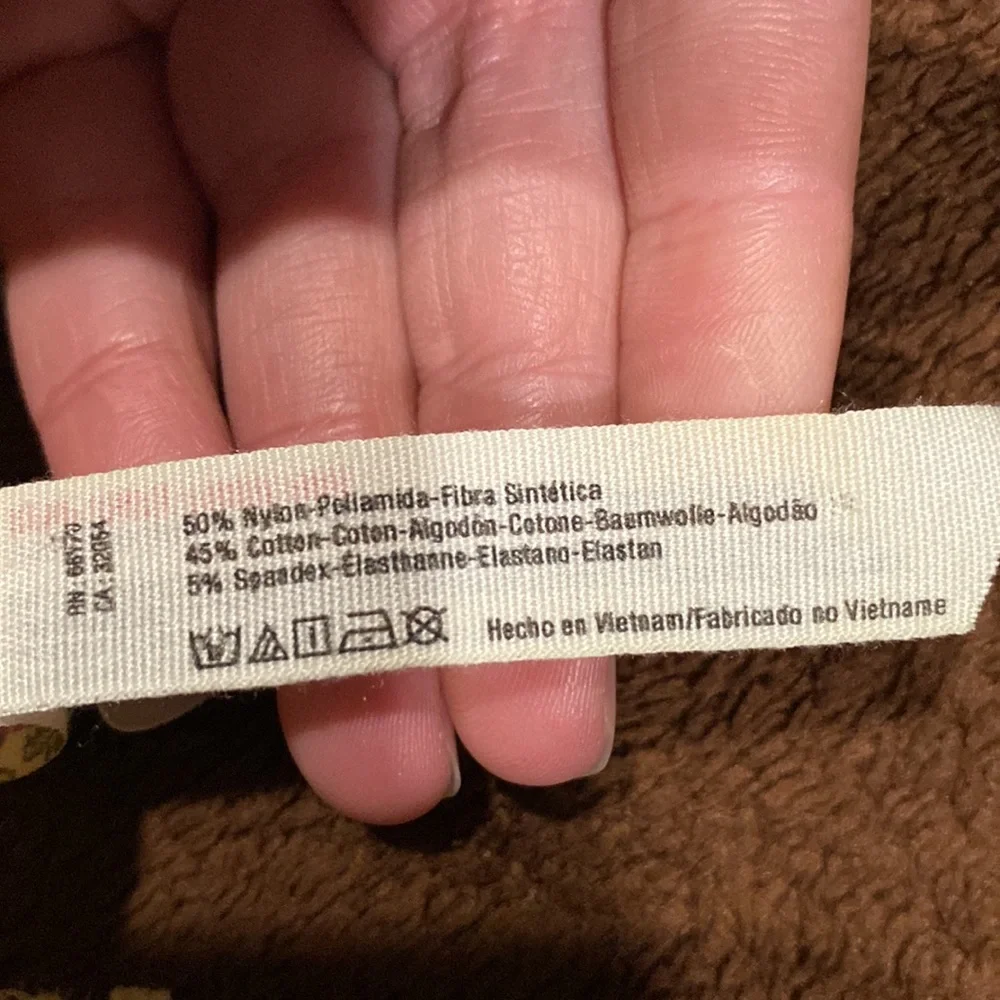 50% Nylon-Poliamida-Fibra Sintética
45% Cotton-Coton-Algodón-Cotone-Baumwolle-Algodão
5% Spandex-Élasthanne-Elastano-Elastan
Hecho en Vietnam/Fabricado no Vietname
RN: 66170
CA: 32054